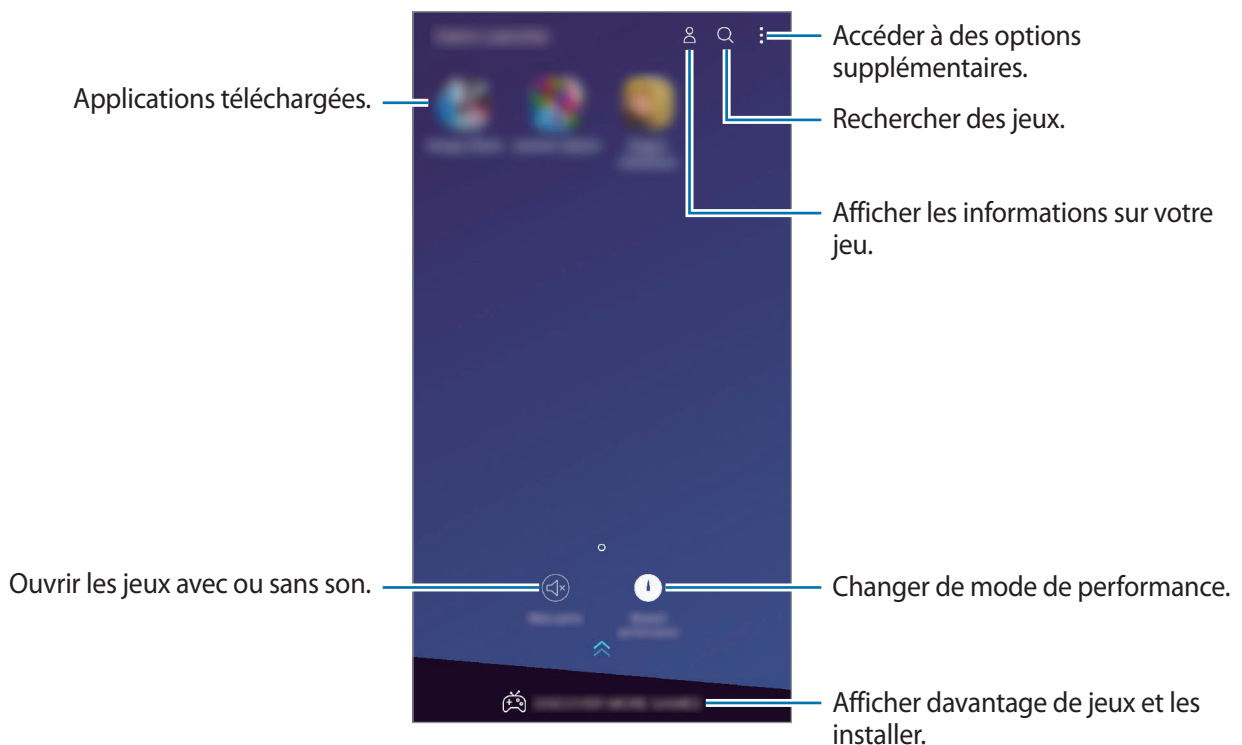 Accéder à des options
supplémentaires.
Applications téléchargées.
Rechercher des jeux.
Afficher les informations sur votre
jeu.
Ouvrir les jeux avec ou sans son.
Changer de mode de performance.
Afficher davantage de jeux et les
installer.